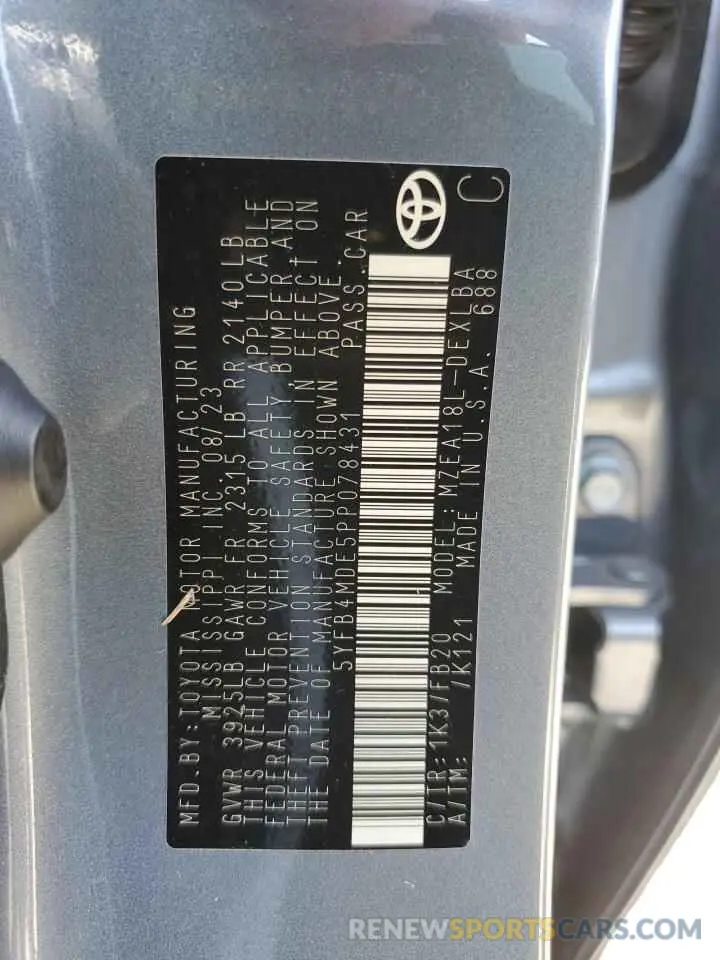 MFD.BY:TOYOTA MOTOR MANUFACTURING
MISSISSIPPI INC. 08/23
GVWR 3925LB GAWR FR 2315 LB RR 2140LB
THIS VEHICLE CONFORMS TO ALL APPLICABLE
FEDERAL MOTOR VEHICLE SAFETY, BUMPER, AND
THEFT PREVENTION STANDARDS IN EFFECT ON
THE DATE OF MANUFACTURE SHOWN ABOVE.
5YFB4MDE5PP078431 PASS.CAR
C/TR:1K3/FB20 MODEL:MZEA18L-DEXLBA
A/TM: /K121 MADE IN U.S.A. 688
C
RENEWSPORTSCARS.COM